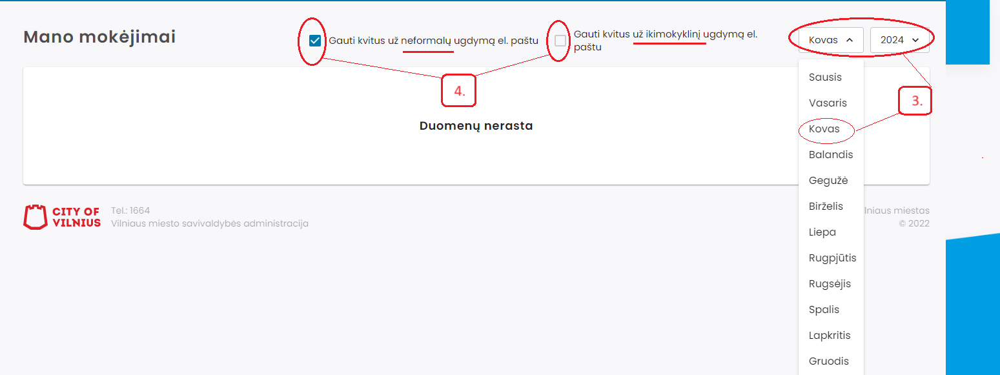 Mano mokėjimai
Gauti kvitus už neformalų ugdymą el. paštu
Gauti kvitus už ikimokyklinį ugdymą el.
paštu
Kovas
2024
4.
3.
Duomenų nerasta
Sausis
Vasaris
Kovas
Balandis
Gegužė
Birželis
Liepa
Rugpjūtis
Rugsėjis
Spalis
Lapkritis
Gruodis
CITY OF
VILNIUS
Tel.: 1664
Vilniaus miesto savivaldybės administracija
lniaus miestas
© 2022